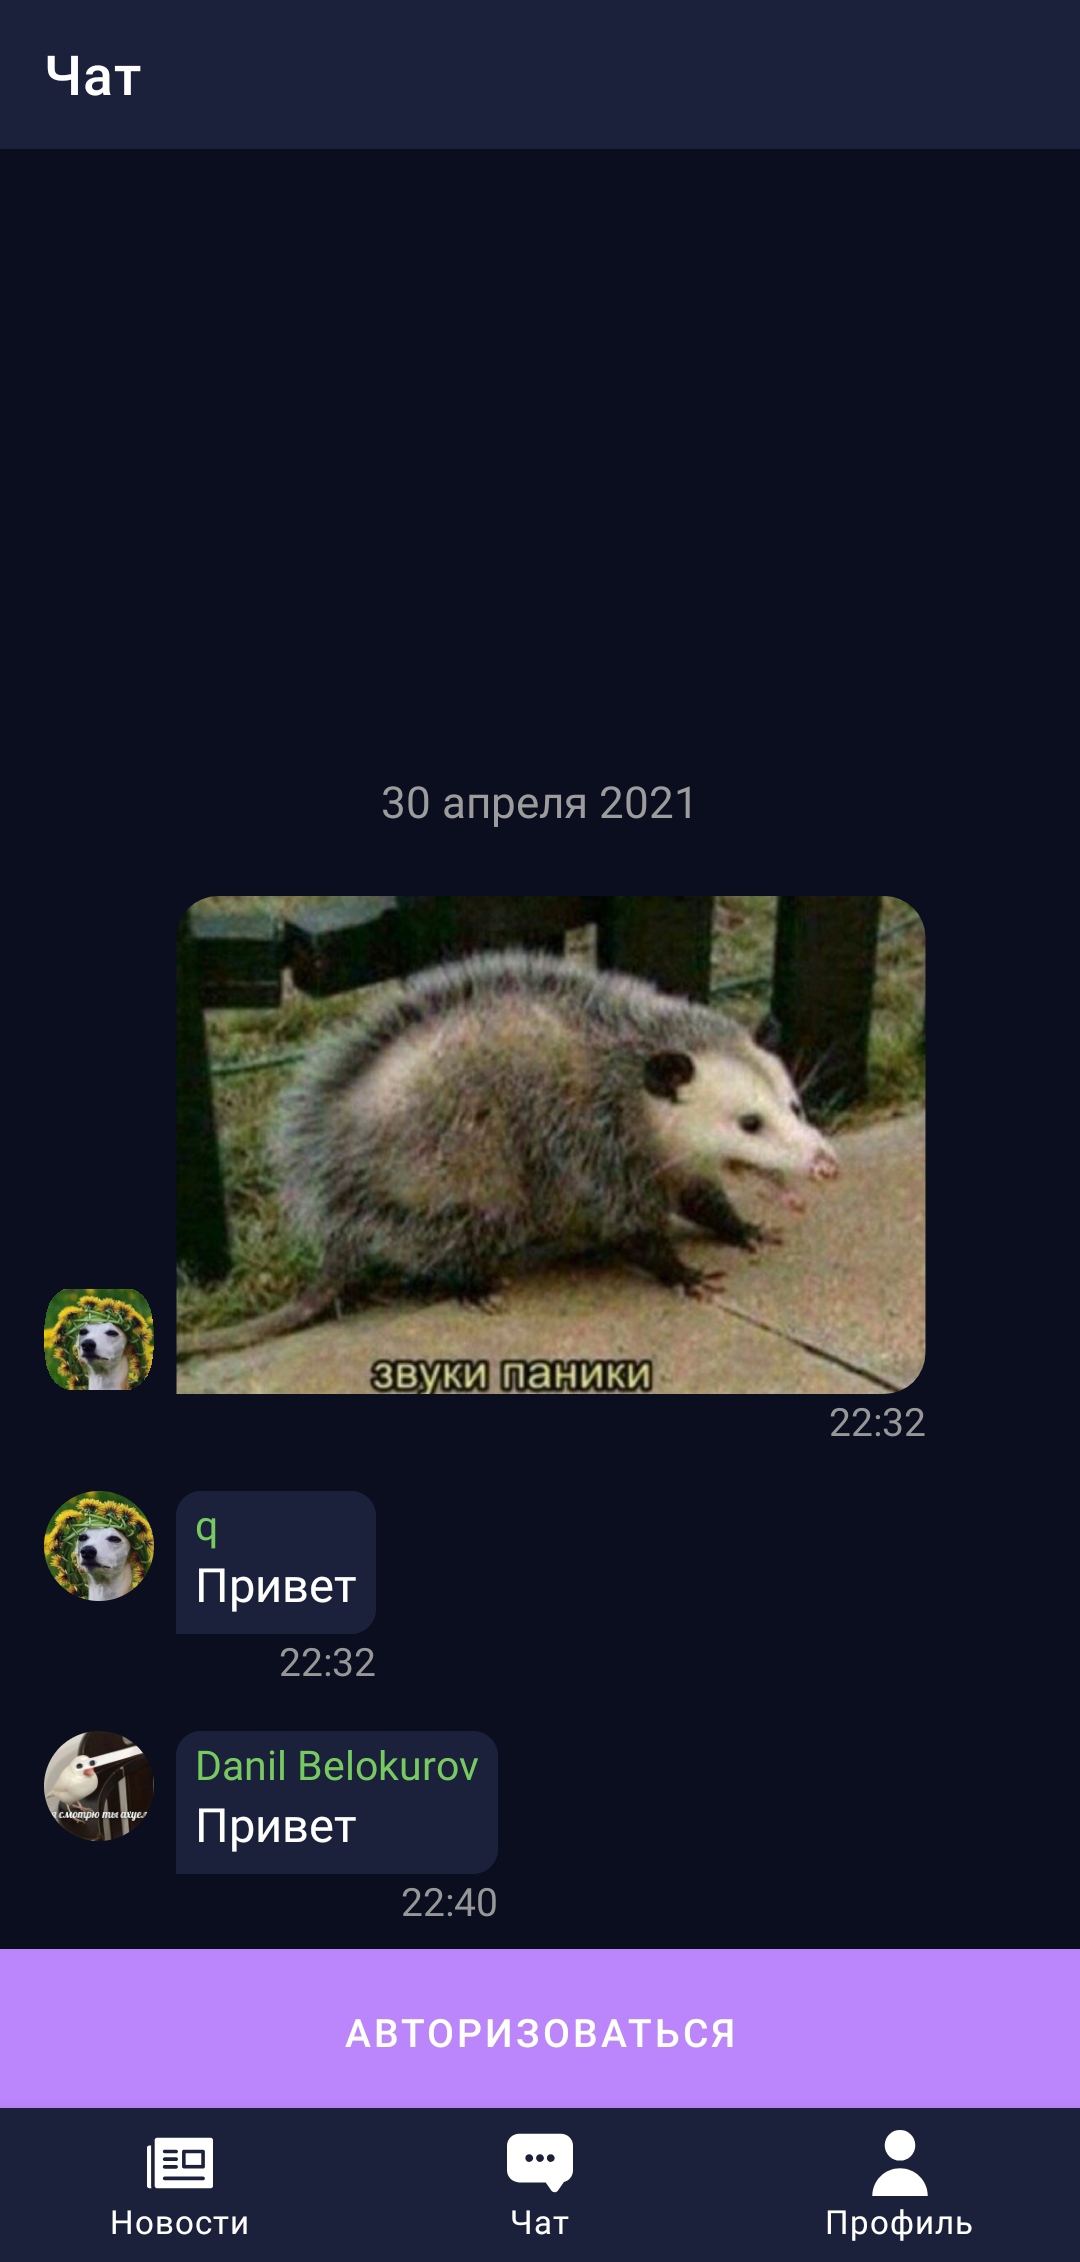 Чат
30 апреля 2021
звуки паники
22:32
q
Привет
22:32
Danil Belokurov
Привет
смотрю ты
22:40
АВТОРИЗОВАТЬСЯ
Новости
Чат
Профиль